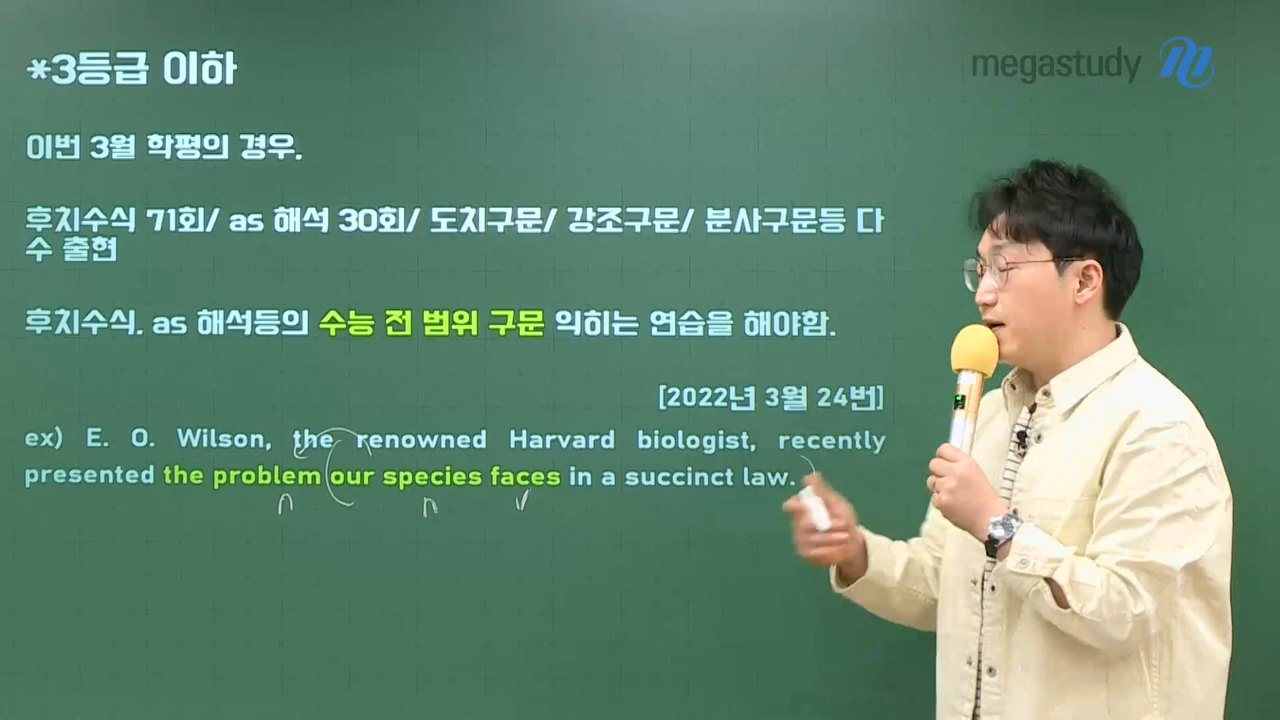 *3등급 이하
megastudy
이번 3월 학평의 경우,
후치수식 71회/ as 해석 30회/ 도치구문/ 강조구문/ 분사구문등 다
수 출현
후치수식, as 해석등의 수능 전 범위 구문 익히는 연습을 해야함.
[2022년 3월 24번]
ex) E. O. Wilson, the renowned Harvard biologist, recently
presented the problem our species faces in a succinct law.
n n v